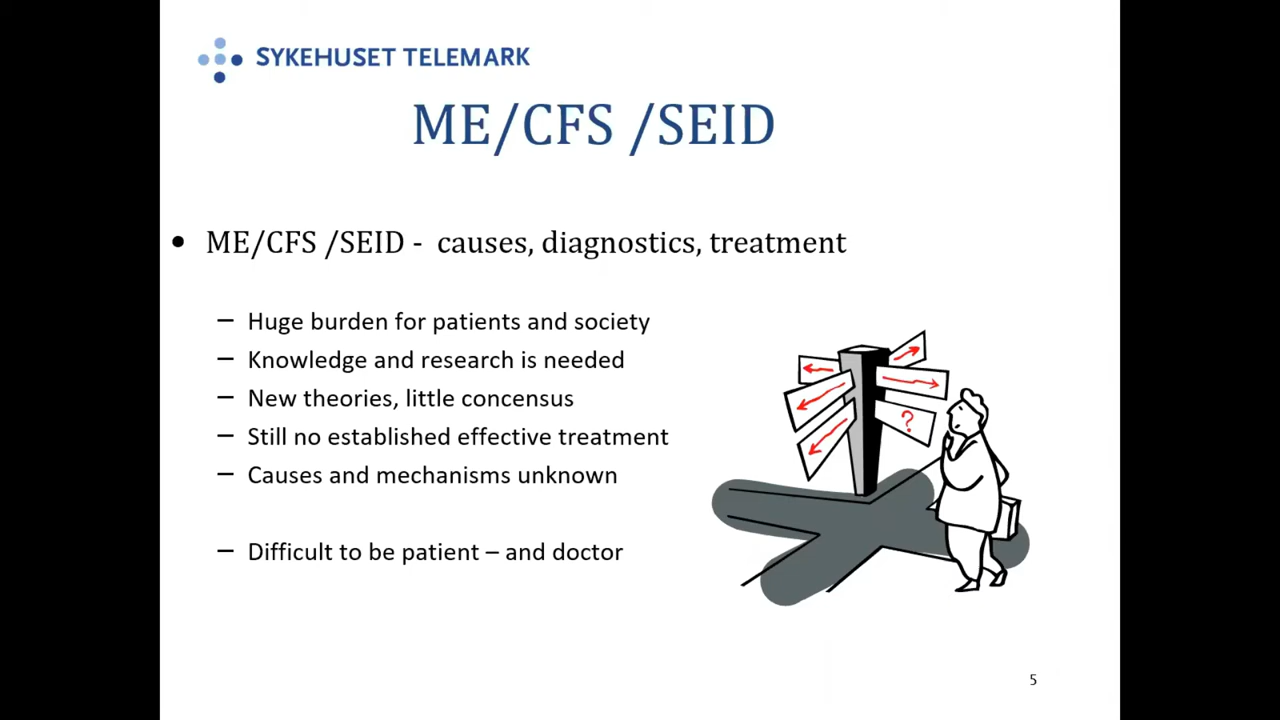 SYKEHUSET TELEMARK
ME/CFS /SEID
• ME/CFS /SEID - causes, diagnostics, treatment
– Huge burden for patients and society
– Knowledge and research is needed
– New theories, little concensus
– Still no established effective treatment
– Causes and mechanisms unknown
– Difficult to be patient – and doctor
?
5